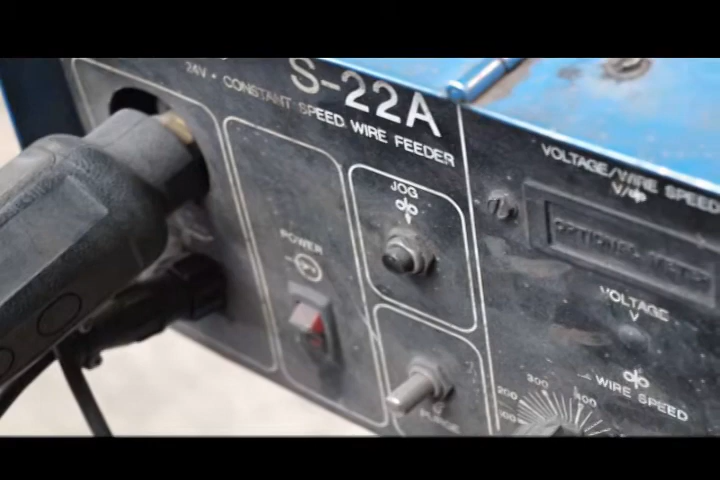 S-22A
24V • CONSTANT SPEED WIRE FEEDER
JOG
POWER
PURGE
VOLTAGE/WIRE SPEED
V/
OPTIONAL METER
VOLTAGE
V
WIRE SPEED
300
200
400